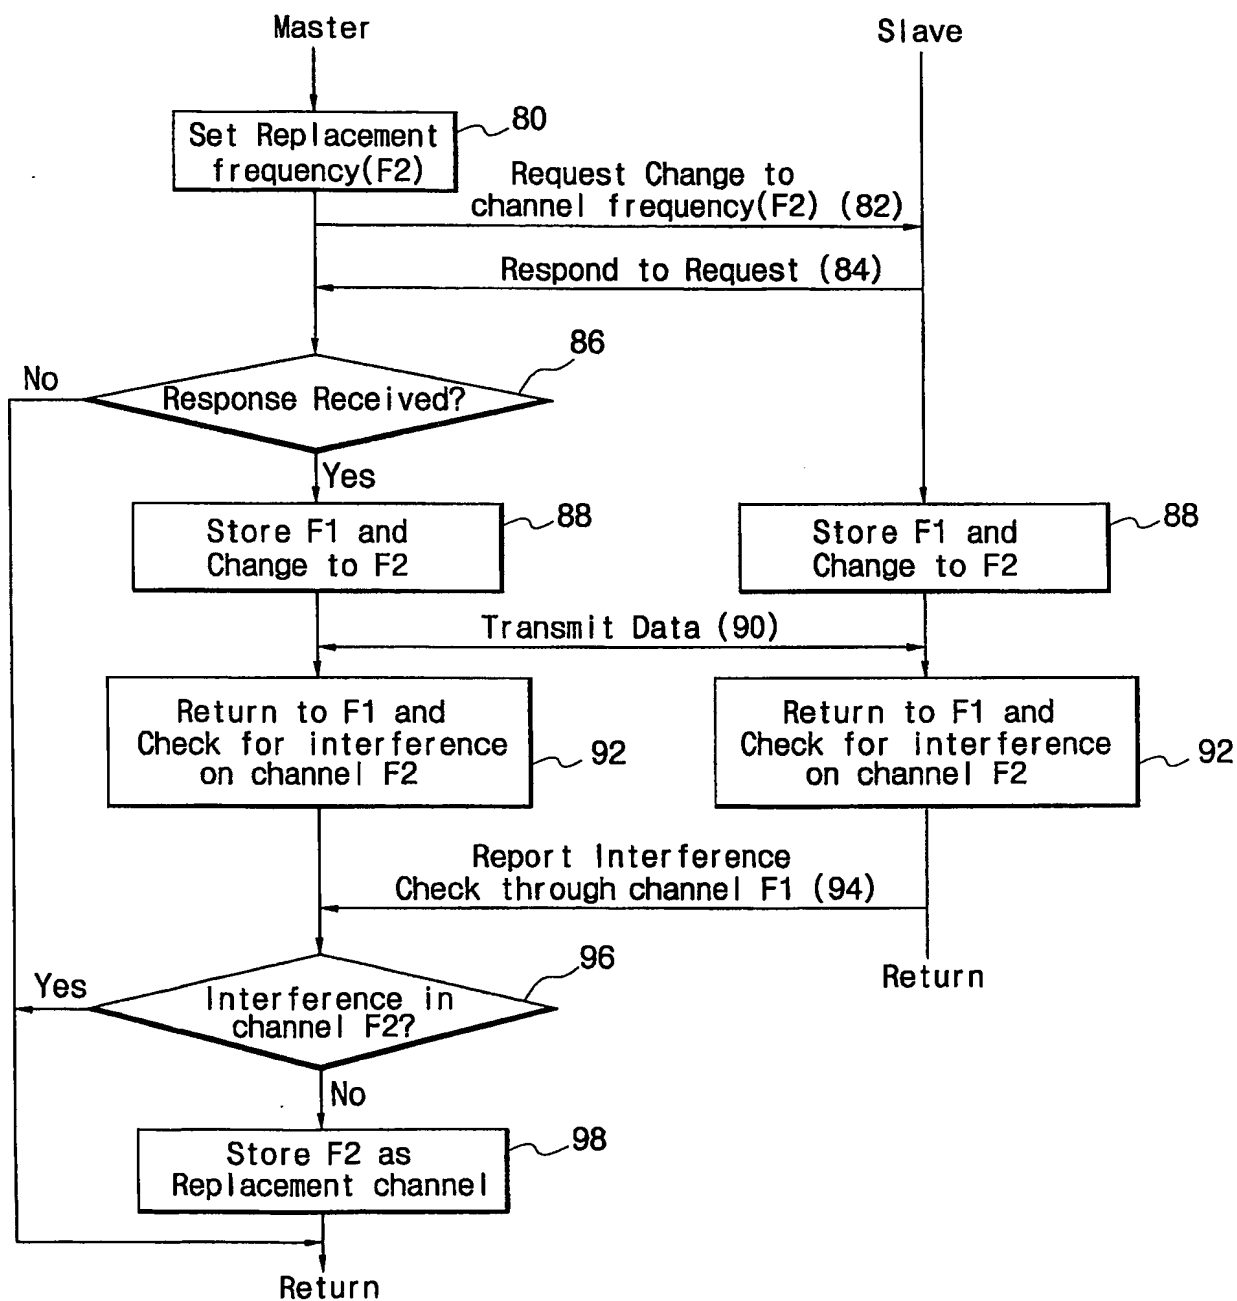 Master
Slave
80
Set Replacement
frequency(F2)
Request Change to
channel frequency(F2) (82)
Respond to Request (84)
86
No
Response Received?
Yes
88
Store F1 and
Change to F2
88
Store F1 and
Change to F2
Transmit Data (90)
Return to F1 and
Check for interference
on channel F2
92
Return to F1 and
Check for interference
on channel F2
92
Report Interference
Check through channel F1 (94)
96
Return
Yes
Interference in
channel F2?
No
98
Store F2 as
Replacement channel
Return